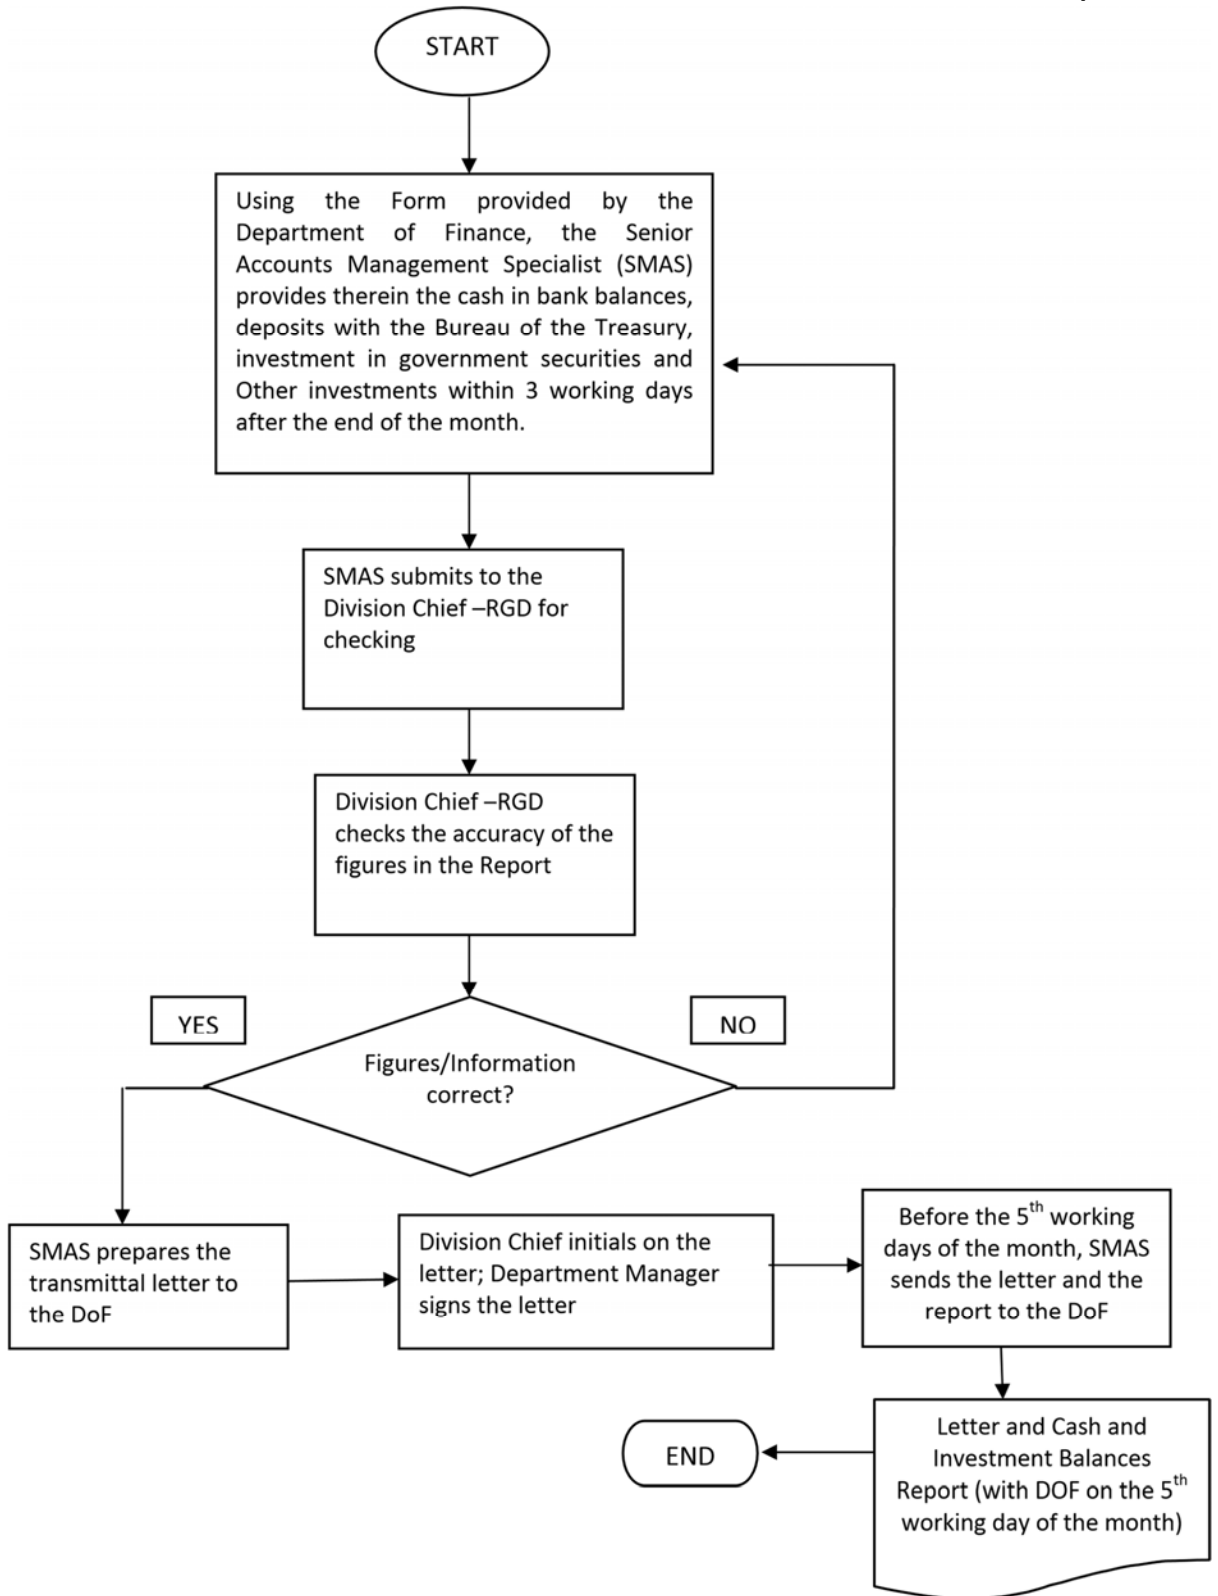 START
Using the Form provided by the
Department of Finance, the Senior
Accounts Management Specialist (SMAS)
provides therein the cash in bank balances,
deposits with the Bureau of the Treasury,
investment in government securities and
Other investments within 3 working days
after the end of the month.
SMAS submits to the
Division Chief –RGD for
checking
Division Chief –RGD
checks the accuracy of the
figures in the Report
YES
NO
Figures/Information
correct?
SMAS prepares the
transmittal letter to
the DoF
Division Chief initials on the
letter; Department Manager
signs the letter
Before the 5th working
days of the month, SMAS
sends the letter and the
report to the DoF
Letter and Cash and
Investment Balances
Report (with DOF on the 5th
working day of the month)
END